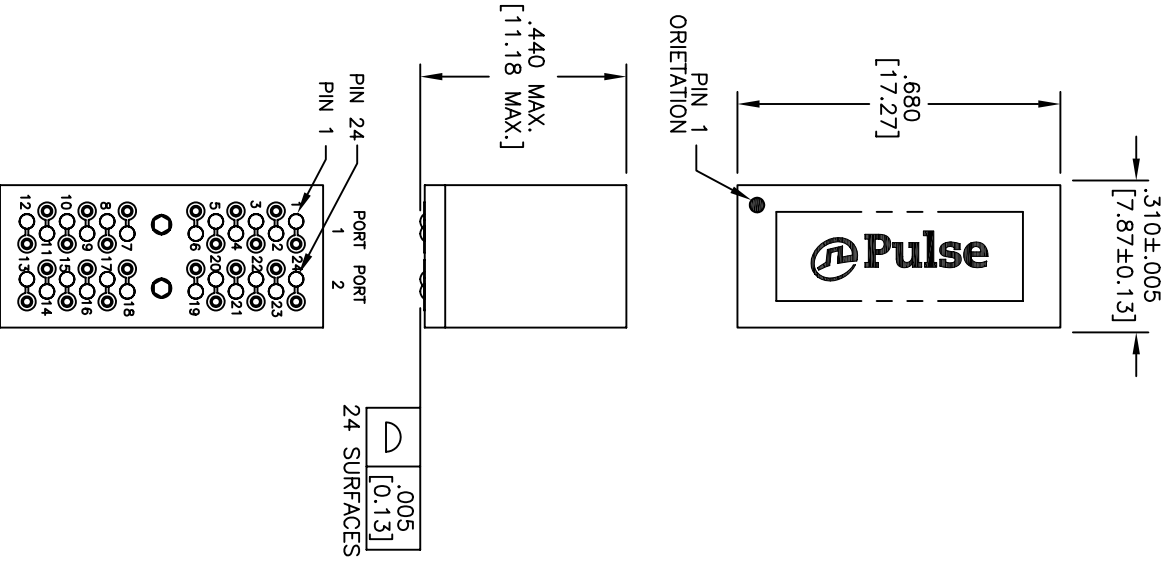 .310±.005
[7.87±0.13]
.680
[17.27]
PIN 1
ORIETATION
Pulse
.440 MAX.
[11.18 MAX.]
.005
[0.13]
24 SURFACES
PIN 24
PIN 1
PORT PORT
1 2
1 24
2 23
3 22
4 21
5 20
6 19
7 18
8 17
9 16
10 15
11 14
12 13